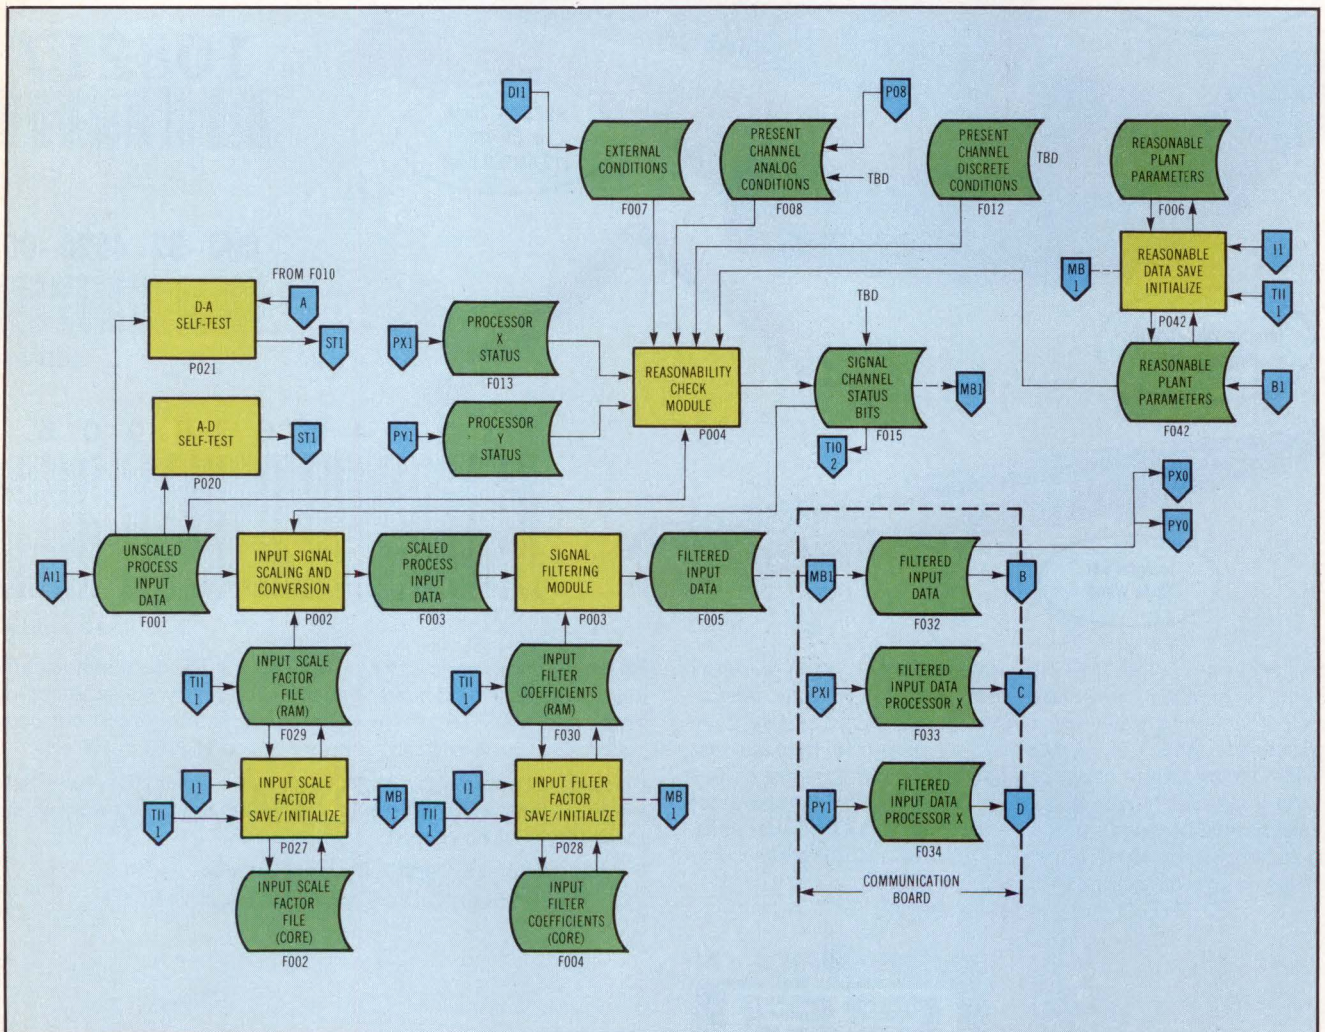 DI1
P08
EXTERNAL
CONDITIONS
F007
PRESENT
CHANNEL
ANALOG
CONDITIONS
F008
TBD
PRESENT
CHANNEL
DISCRETE
CONDITIONS
F012
TBD
REASONABLE
PLANT
PARAMETERS
F006
MB
1
REASONABLE
DATA SAVE
INITIALIZE
P042
I1
TII
1
REASONABLE
PLANT
PARAMETERS
F042
B1
FROM F010
A
D-A
SELF-TEST
P021
ST1
A-D
SELF-TEST
P020
ST1
PX1
PROCESSOR
X
STATUS
F013
PY1
PROCESSOR
Y
STATUS
REASONABILITY
CHECK
MODULE
P004
TBD
SIGNAL
CHANNEL
STATUS
BITS
F015
MB1
TIO
2
PX0
PY0
AI1
UNSCALED
PROCESS
INPUT
DATA
F001
INPUT SIGNAL
SCALING AND
CONVERSION
P002
SCALED
PROCESS
INPUT
DATA
F003
SIGNAL
FILTERING
MODULE
P003
FILTERED
INPUT
DATA
F005
MB1
FILTERED
INPUT
DATA
F032
B
TII
1
INPUT SCALE
FACTOR
FILE
(RAM)
F029
TII
1
INPUT
FILTER
COEFFICIENTS
(RAM)
F030
PXI
FILTERED
INPUT DATA
PROCESSOR X
F033
C
I1
TII
1
INPUT SCALE
FACTOR
SAVE/INITIALIZE
P027
MB
1
I1
TII
1
INPUT FILTER
FACTOR
SAVE/INITIALIZE
P028
MB
1
PY1
FILTERED
INPUT DATA
PROCESSOR X
F034
D
INPUT SCALE
FACTOR
FILE
(CORE)
F002
INPUT
FILTER
COEFFICIENTS
(CORE)
F004
COMMUNICATION
BOARD